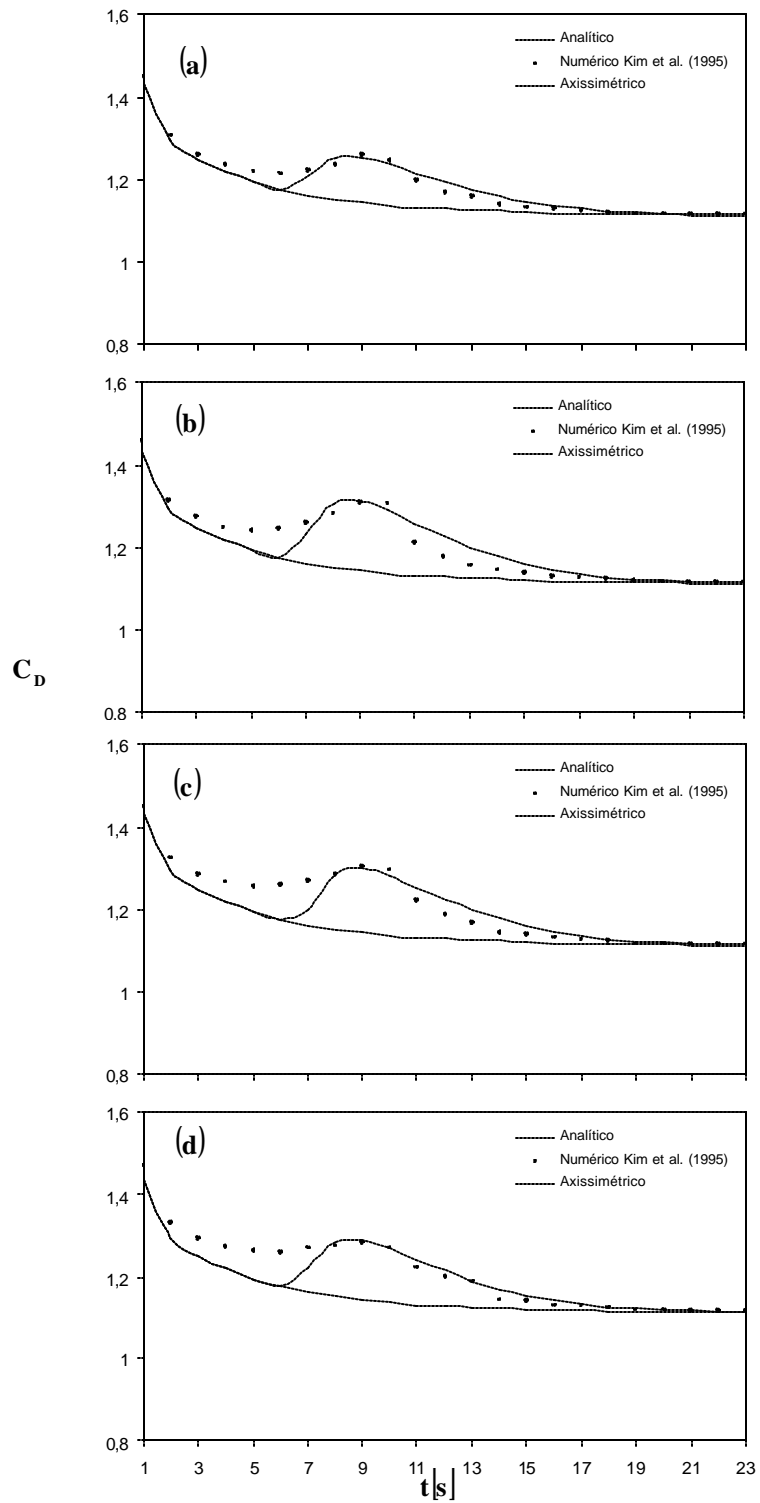 1,6
(a)
Analítico
Numérico Kim et al. (1995)
Axissimétrico
1,4
1,2
1
0,8
1,6
(b)
Analítico
Numérico Kim et al. (1995)
Axissimétrico
1,4
1,2
1
0.8
C_D
1,6
(c)
Analítico
Numérico Kim et al. (1995)
Axissimétrico
1,4
1,2
1
0,8
1,6
(d)
Analítico
Numérico Kim et al. (1995)
Axissimétrico
1,4
1,2
1
0,8
1 3 5 7 9 11 13 15 17 19 21 23
t[s]